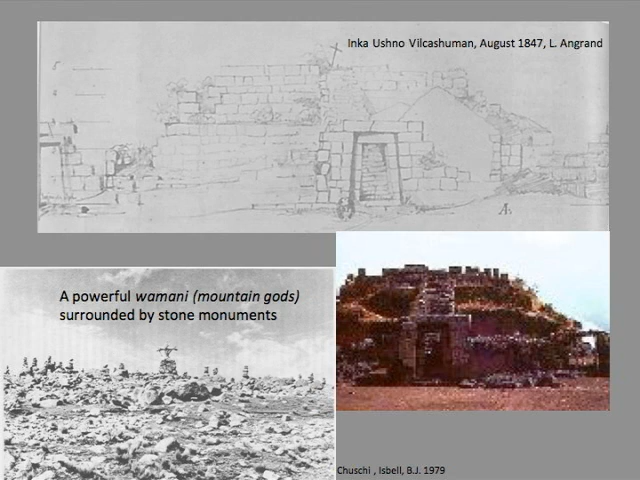 Inka Ushno Vilcashuman, August 1847, L. Angrand
A powerful wamani (mountain gods)
surrounded by stone monuments
Chuschi , Isbell, B.J. 1979